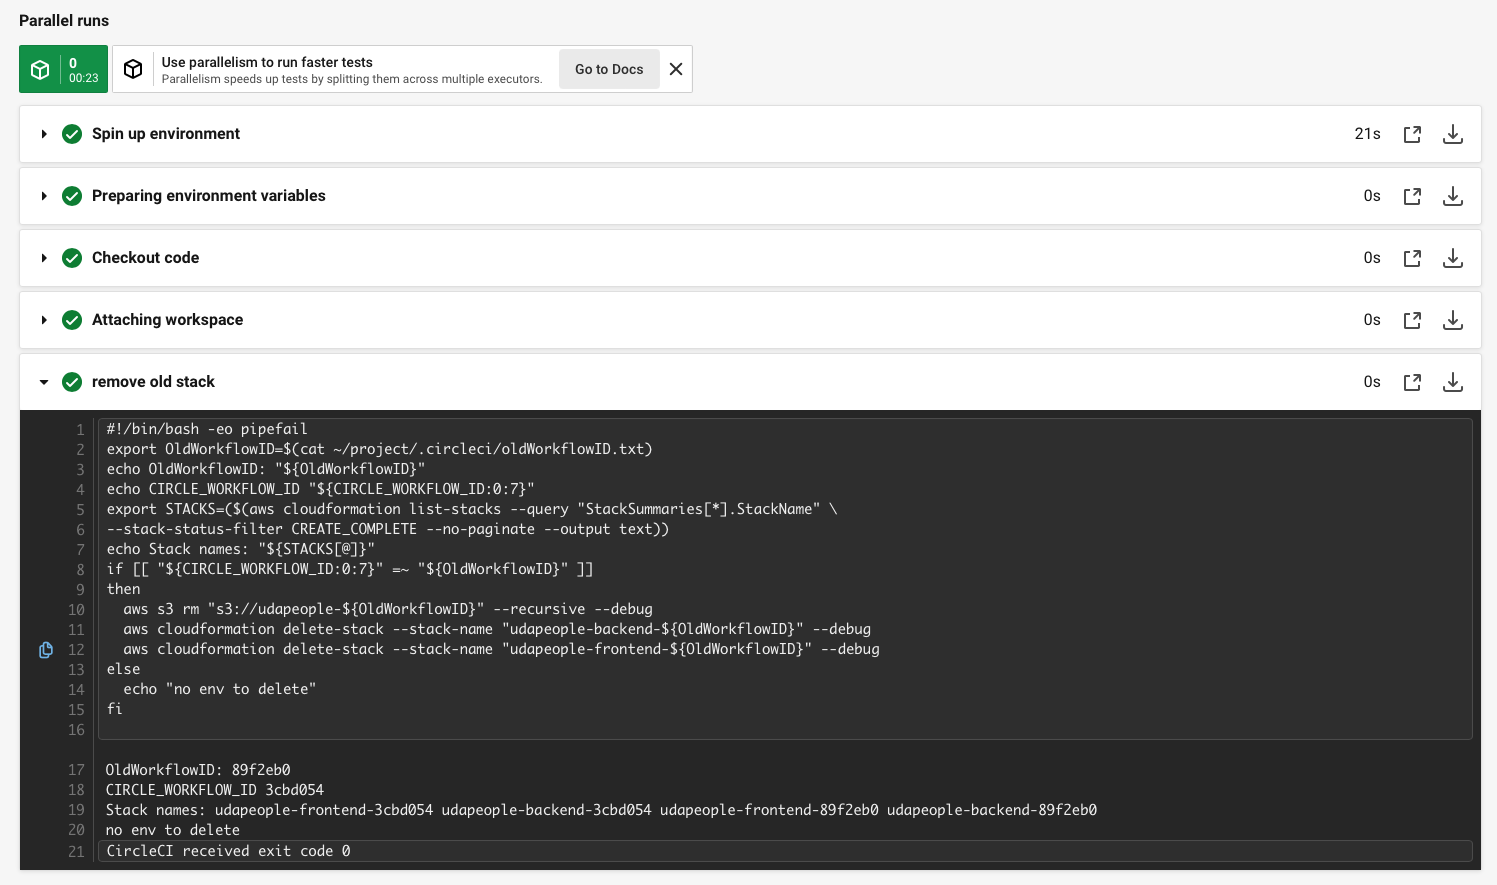 Parallel runs
0
00:23
Use parallelism to run faster tests
Parallelism speeds up tests by splitting them across multiple executors.
Go to Docs
Spin up environment 21s
Preparing environment variables 0s
Checkout code 0s
Attaching workspace 0s
remove old stack 0s
1 #!/bin/bash -eo pipefail
2 export OldWorkflowID=$(cat ~/project/.circleci/oldWorkflowID.txt)
3 echo OldWorkflowID: "${OldWorkflowID}"
4 echo CIRCLE_WORKFLOW_ID "${CIRCLE_WORKFLOW_ID:0:7}"
5 export STACKS=($(aws cloudformation list-stacks --query "StackSummaries[*].StackName" \
6 --stack-status-filter CREATE_COMPLETE --no-paginate --output text))
7 echo Stack names: "${STACKS[@]}"
8 if [[ "${CIRCLE_WORKFLOW_ID:0:7}" =~ "${OldWorkflowID}" ]]
9 then
10   aws s3 rm "s3://udapeople-${OldWorkflowID}" --recursive --debug
11   aws cloudformation delete-stack --stack-name "udapeople-backend-${OldWorkflowID}" --debug
12   aws cloudformation delete-stack --stack-name "udapeople-frontend-${OldWorkflowID}" --debug
13 else
14   echo "no env to delete"
15 fi
16
17 OldWorkflowID: 89f2eb0
18 CIRCLE_WORKFLOW_ID 3cbd054
19 Stack names: udapeople-frontend-3cbd054 udapeople-backend-3cbd054 udapeople-frontend-89f2eb0 udapeople-backend-89f2eb0
20 no env to delete
21 CircleCI received exit code 0